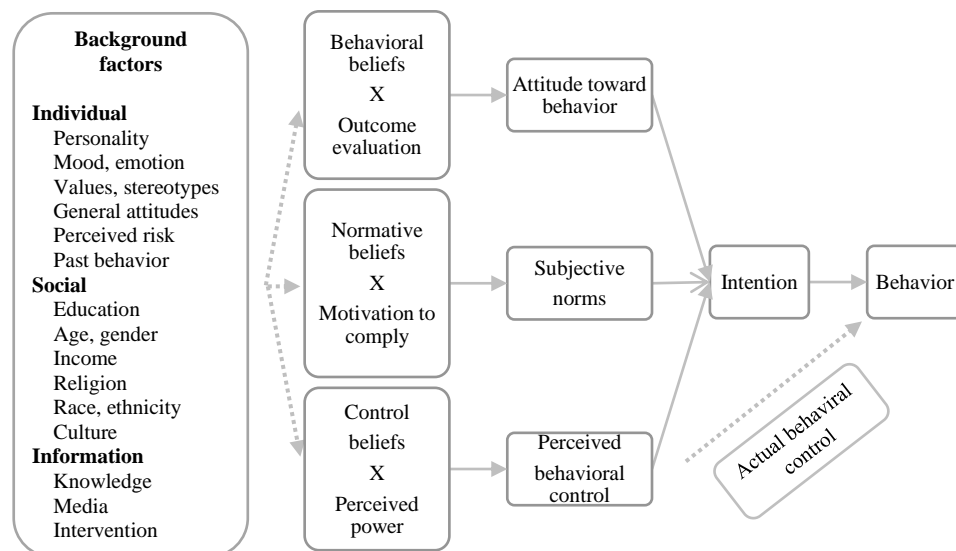 Background
factors
Individual
Personality
Mood, emotion
Values, stereotypes
General attitudes
Perceived risk
Past behavior
Social
Education
Age, gender
Income
Religion
Race, ethnicity
Culture
Information
Knowledge
Media
Intervention
Behavioral
beliefs
X
Outcome
evaluation
Normative
beliefs
X
Motivation to
comply
Control
beliefs
X
Perceived
power
Attitude toward
behavior
Subjective
norms
Perceived
behavioral
control
Intention
Behavior
Actual behaviral
control